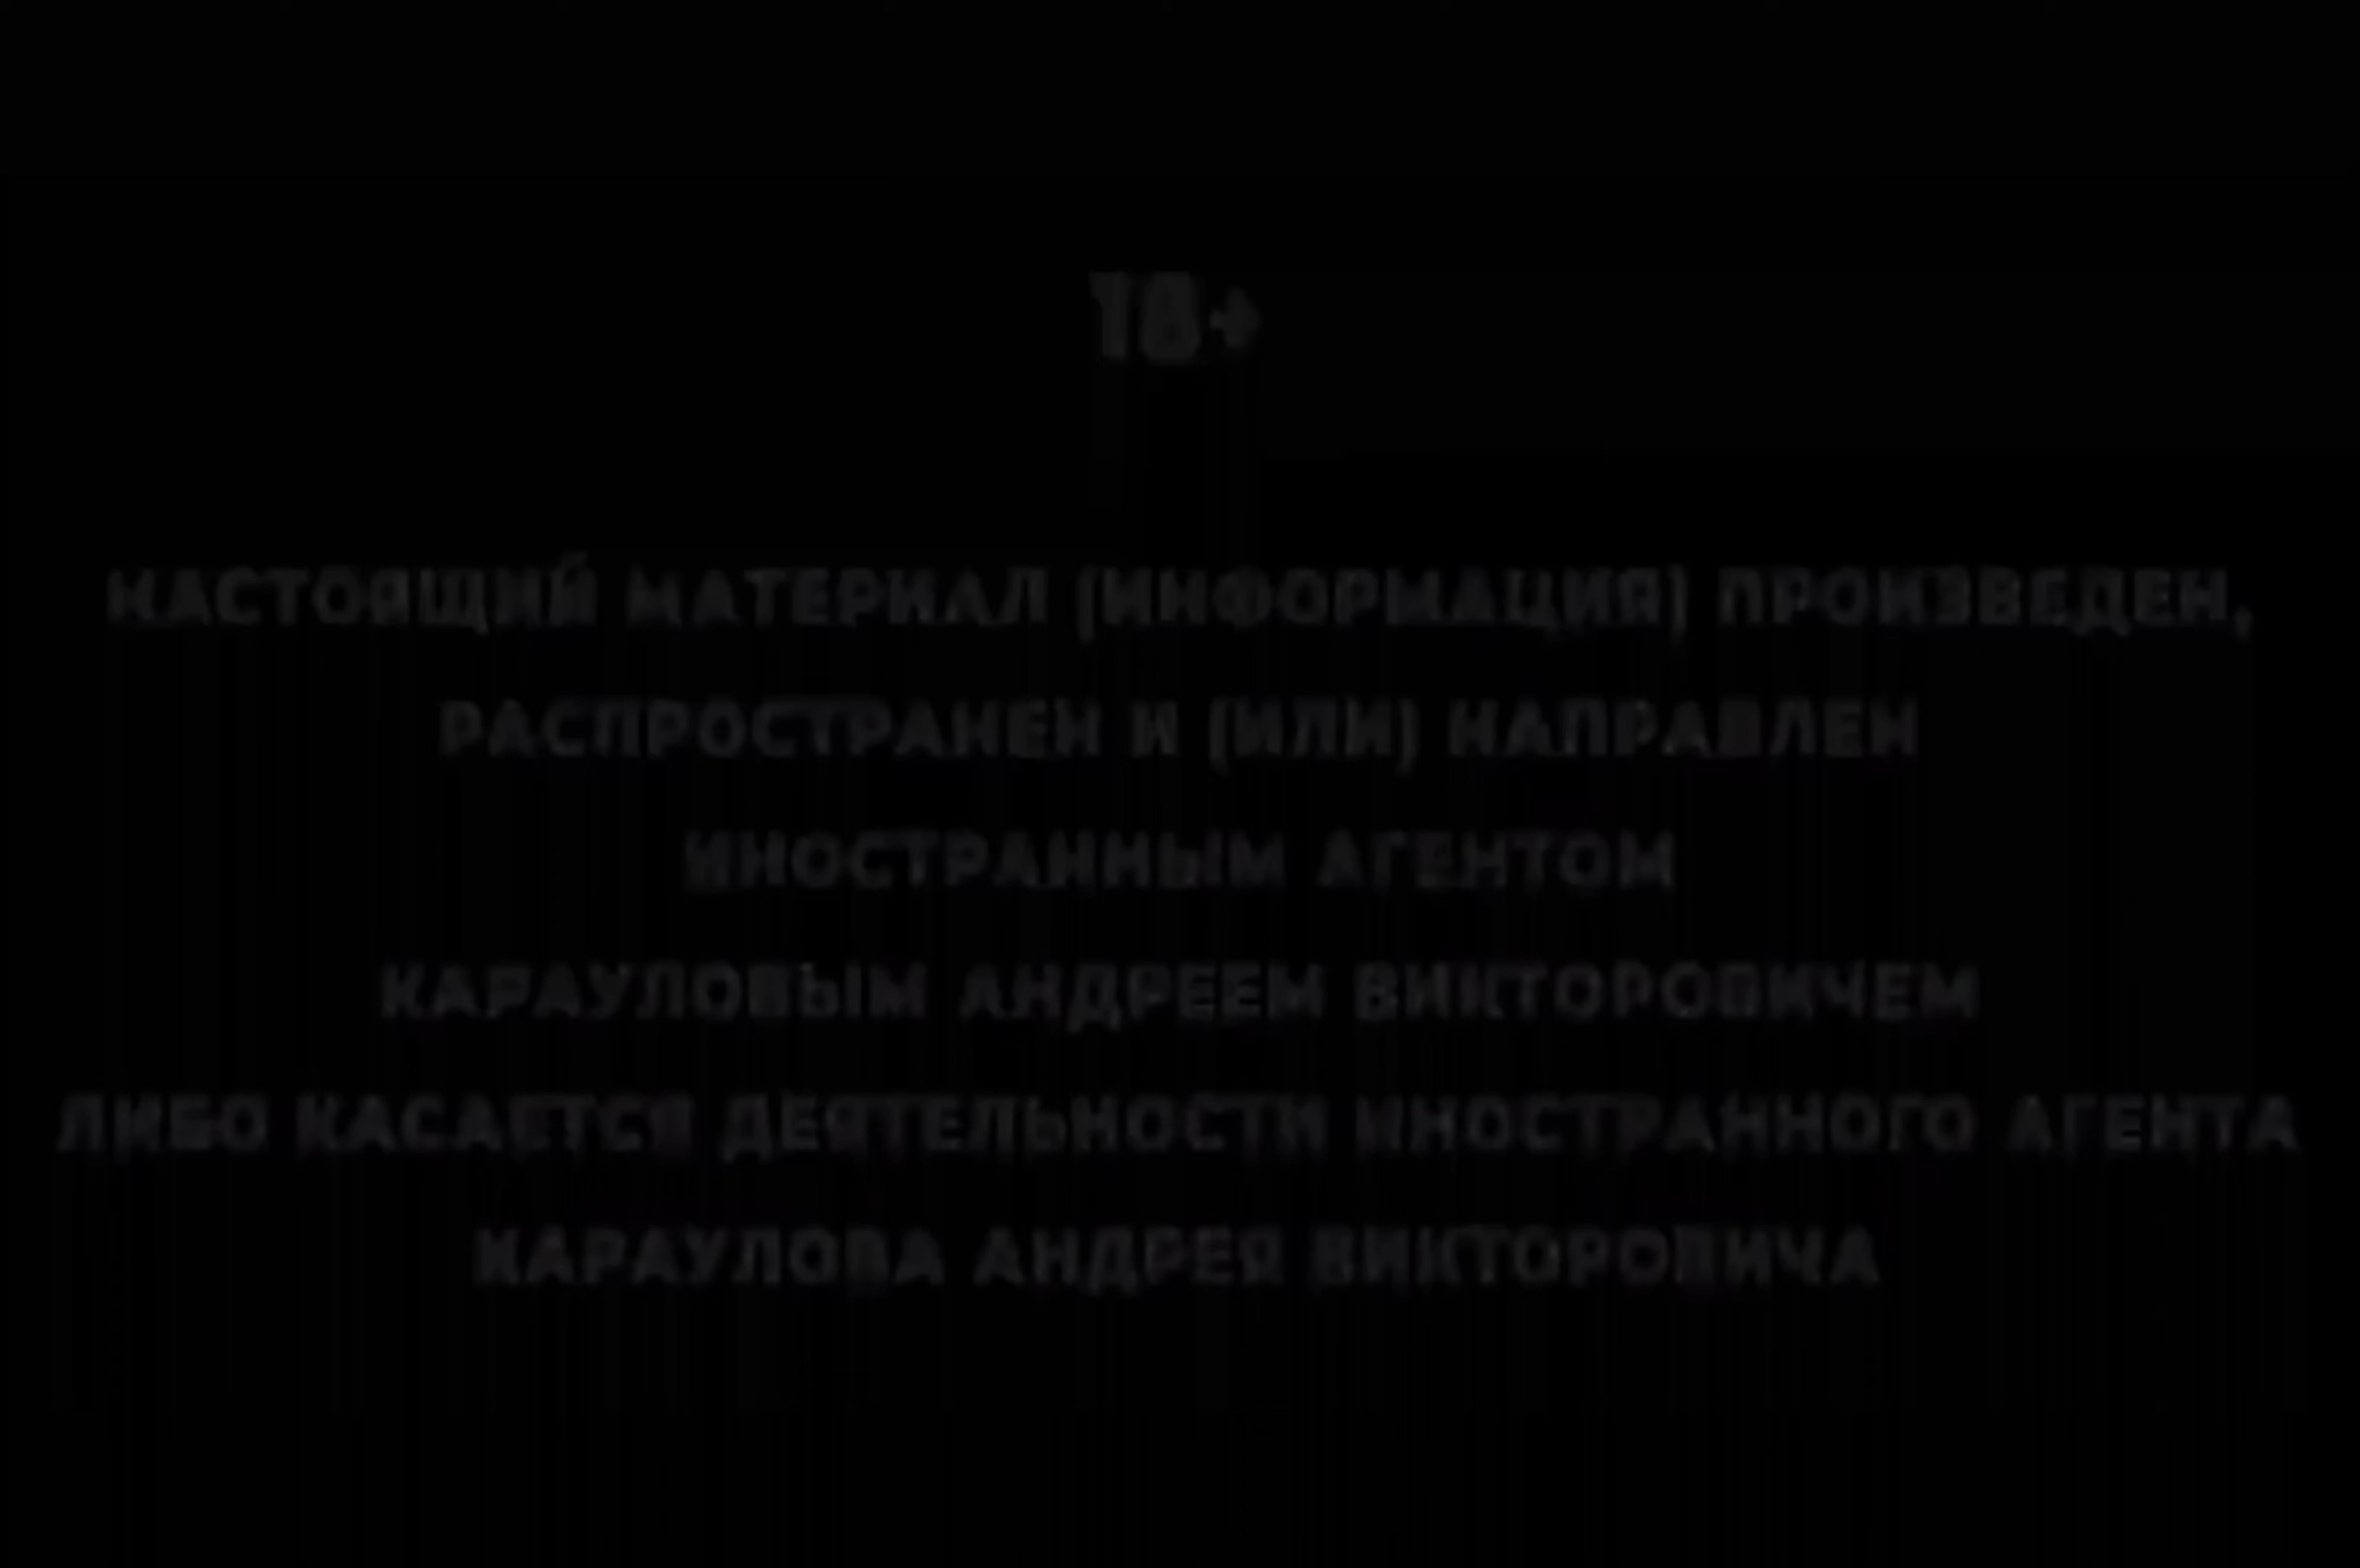 18+
НАСТОЯЩИЙ МАТЕРИАЛ (ИНФОРМАЦИЯ) ПРОИЗВЕДЕН,
РАСПРОСТРАНЕН И (ИЛИ) НАПРАВЛЕН
ИНОСТРАННЫМ АГЕНТОМ
КАРАУЛОВЫМ АНДРЕЕМ ВИКТОРОВИЧЕМ
ЛИБО КАСАЕТСЯ ДЕЯТЕЛЬНОСТИ ИНОСТРАННОГО АГЕНТА
КАРАУЛОВА АНДРЕЯ ВИКТОРОВИЧА